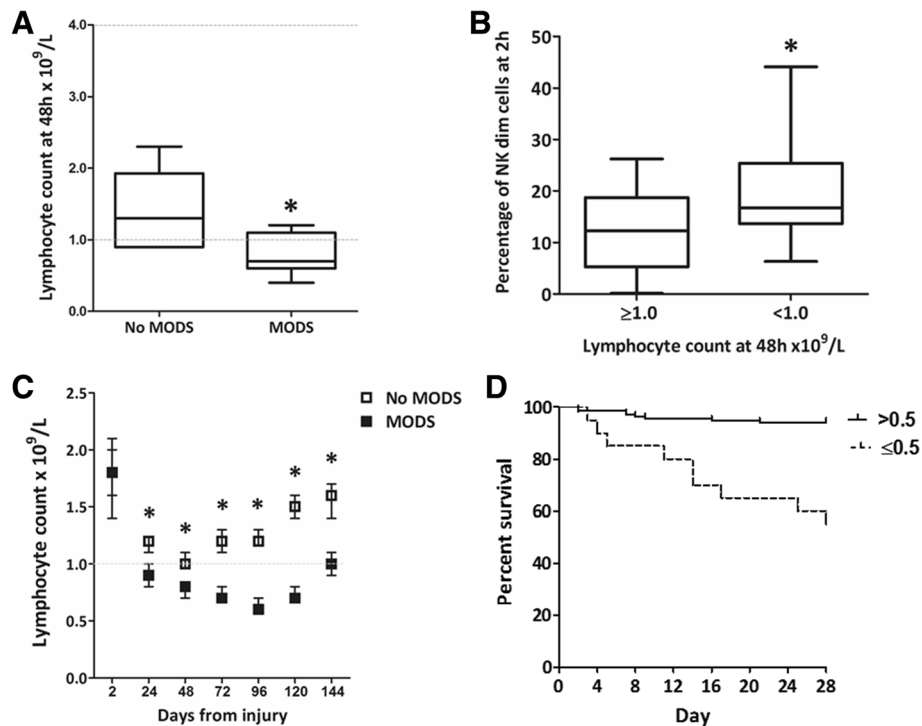 A
Lymphocyte count at 48h x 10⁹/L
4.0
3.0
2.0
1.0
0.0
No MODS
MODS
*
B
Percentage of NK dim cells at 2h
50
40
30
20
10
0
*
≥1.0
<1.0
Lymphocyte count at 48h x10⁹/L
C
Lymphocyte count x 10⁹/L
2.5
2.0
1.5
1.0
0.5
0.0
* * * * * *
2 24 48 72 96 120 144
Days from injury
No MODS
MODS
D
Percent survival
100
80
60
40
20
0
0 4 8 12 16 20 24 28
Day
>0.5
≤0.5